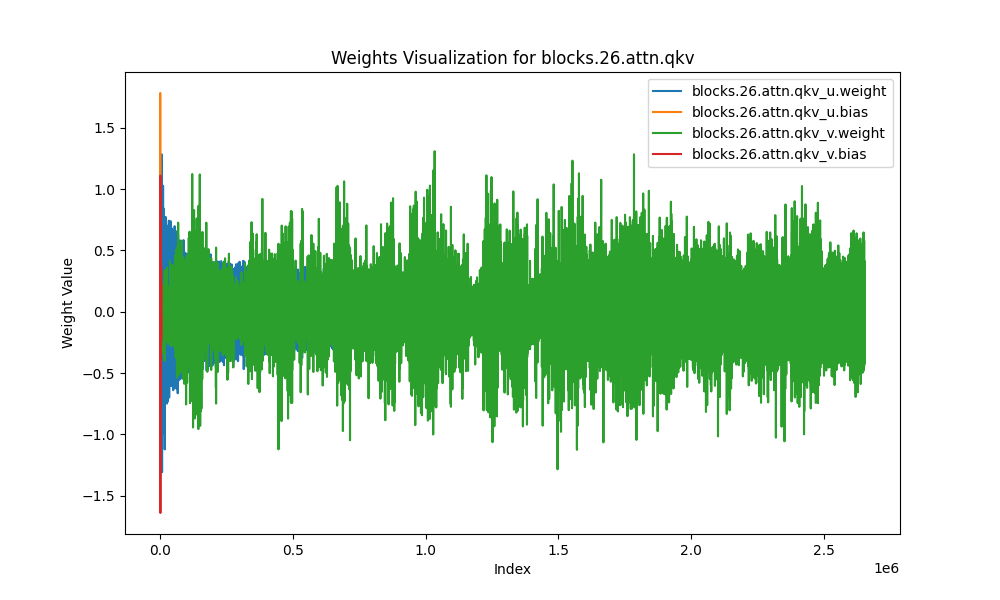 Weights Visualization for blocks.26.attn.qkv
blocks.26.attn.qkv_u.weight
blocks.26.attn.qkv_u.bias
blocks.26.attn.qkv_v.weight
blocks.26.attn.qkv_v.bias
Weight Value
1.5
1.0
0.5
0.0
−0.5
−1.0
−1.5
0.0 0.5 1.0 1.5 2.0 2.5
1e6
Index